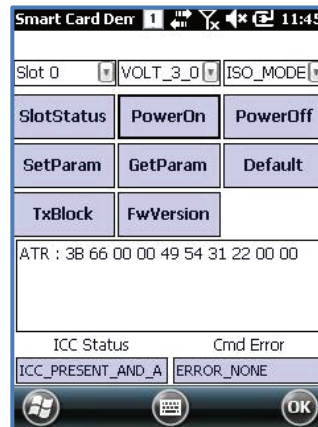 Smart Card Der 1 11:45
Slot 0 VOLT_3_0 ISO_MODE
SlotStatus PowerOn PowerOff
SetParam GetParam Default
TxBlock FwVersion
ATR : 3B 66 00 00 49 54 31 22 00 00
ICC Status Cmd Error
ICC_PRESENT_AND_A ERROR_NONE
OK